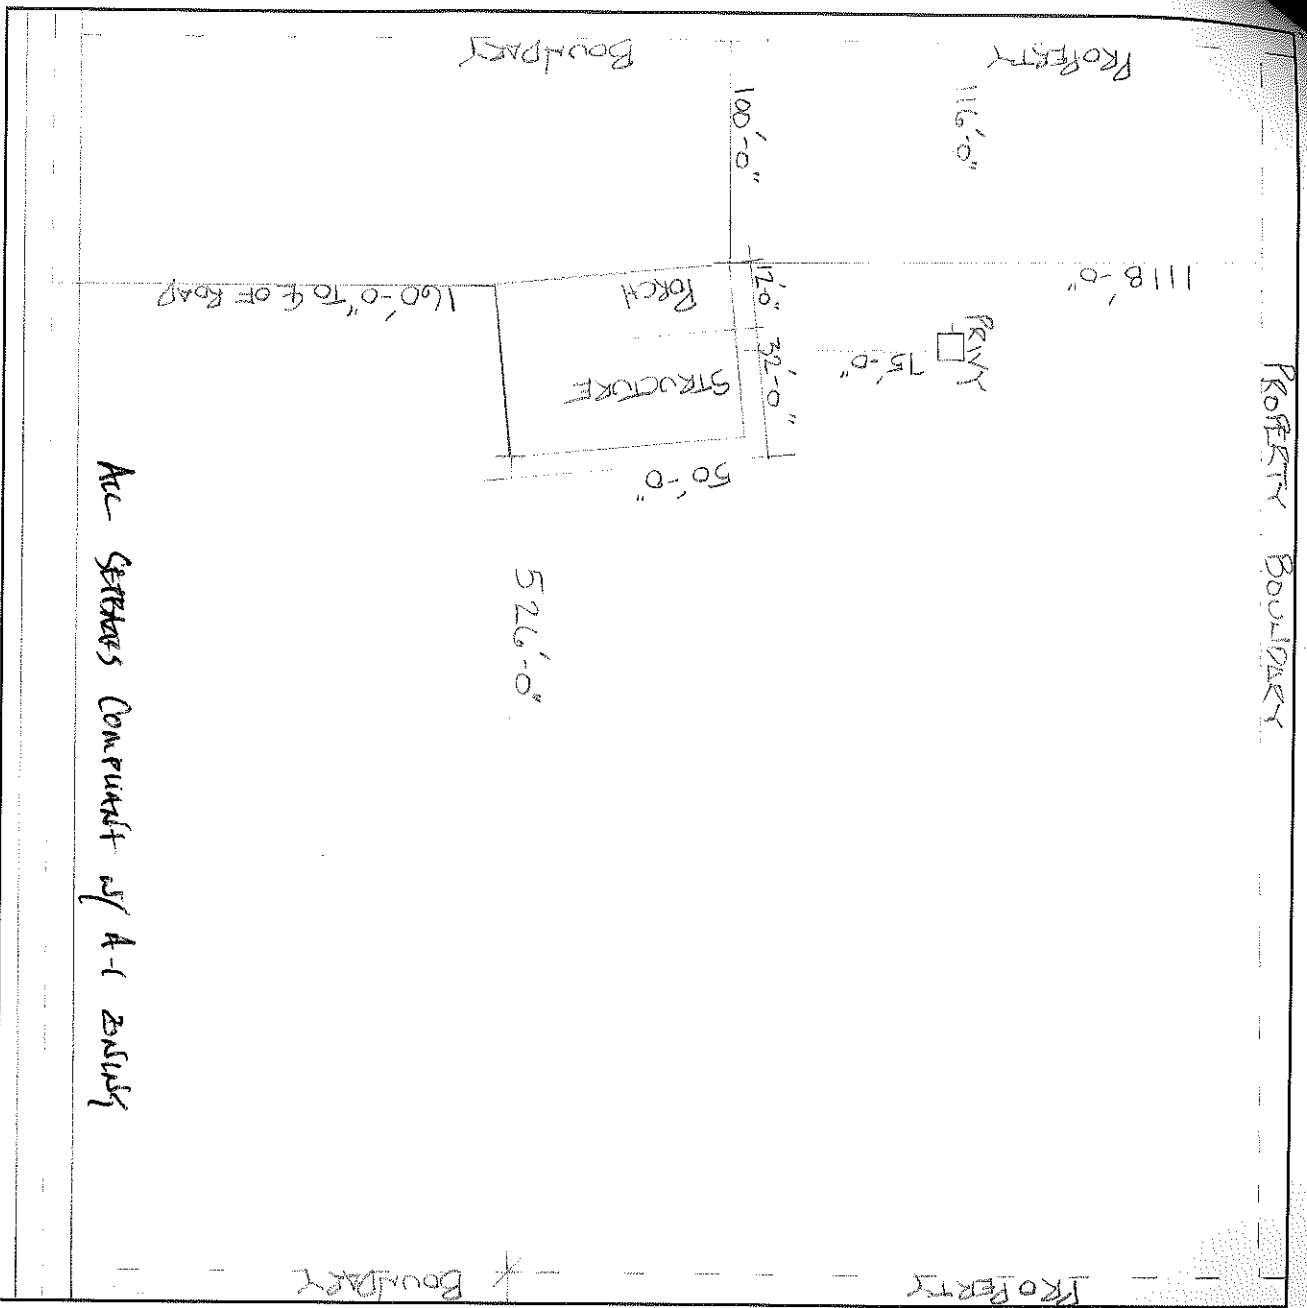 PROPERTY BOUNDARY
100'-0"
116'-0"
160'-0" TO ℄ OF ROAD
PORCH
12'-0"
1118'-0"
STRUCTURE
32'-0"
75'-0"
PRIVY
50'-0"
PROPERTY BOUNDARY
526'-0"
ALL SETBACKS COMPLIANT W/ A-1 ZONING
PROPERTY BOUNDARY